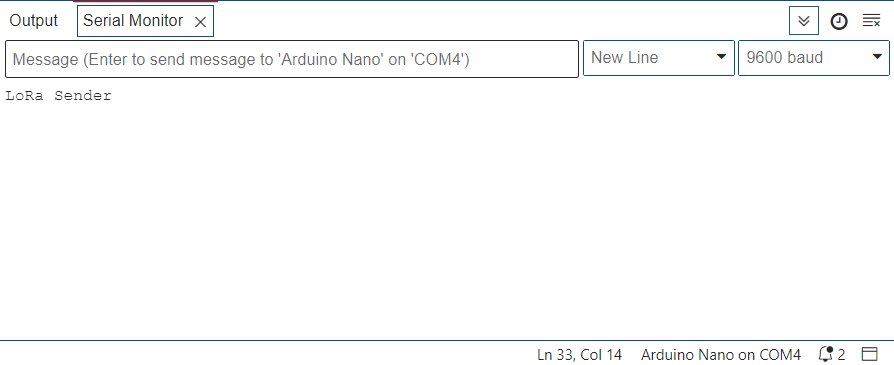 Output Serial Monitor
Message (Enter to send message to 'Arduino Nano' on 'COM4') New Line 9600 baud
LoRa Sender
Ln 33, Col 14 Arduino Nano on COM4 2